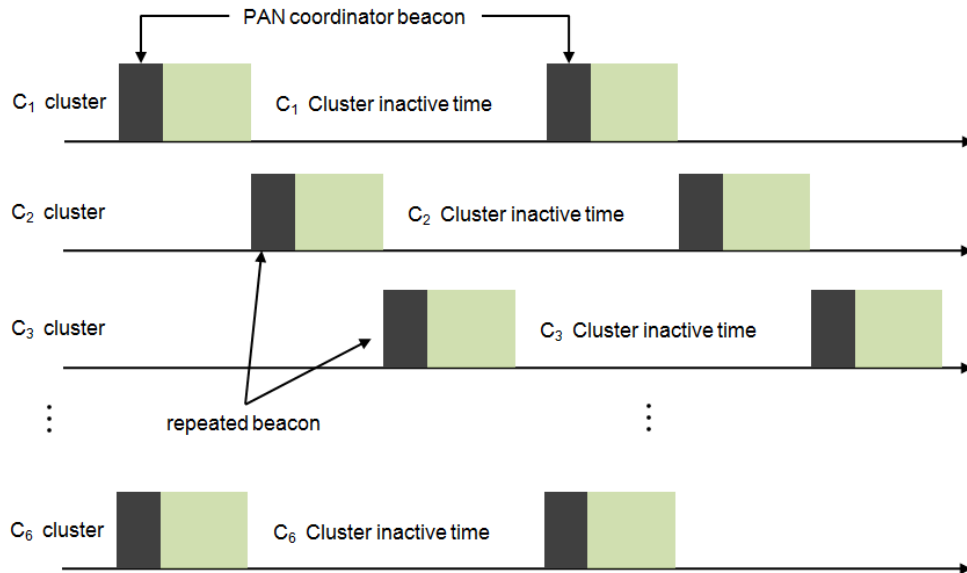 PAN coordinator beacon
C₁ cluster
C₁ Cluster inactive time
C₂ cluster
C₂ Cluster inactive time
C₃ cluster
C₃ Cluster inactive time
repeated beacon
C₆ cluster
C₆ Cluster inactive time